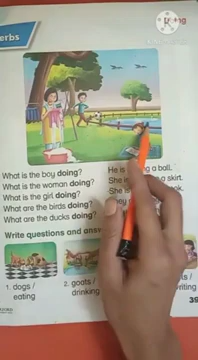 erbs
What is the boy doing?
He is
g a ball.
What is the woman doing?
She is
a skirt.
What is the girl doing?
She is
What are the birds doing?
What are the ducks doing?
39
Write questions and answ
1. dogs /
eating
2. goats /
drinking
writing